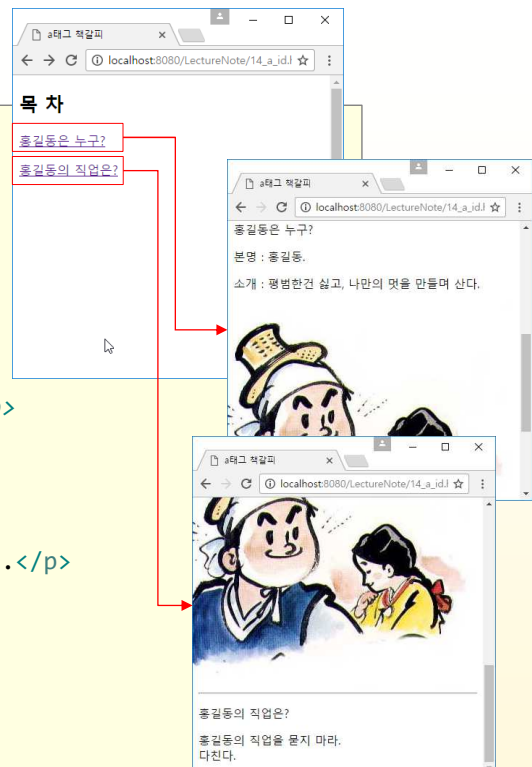 a태그 책갈피
localhost:8080/LectureNote/14_a_id.l
목 차
홍길동은 누구?
홍길동의 직업은?
a태그 책갈피
localhost:8080/LectureNote/14_a_id.l
홍길동은 누구?
본명 : 홍길동.
소개 : 평범한건 싫고, 나만의 멋을 만들며 산다.
>
a태그 책갈피
localhost:8080/LectureNote/14_a_id.l
.</p>
홍길동의 직업은?
홍길동의 직업을 묻지 마라.
다친다.